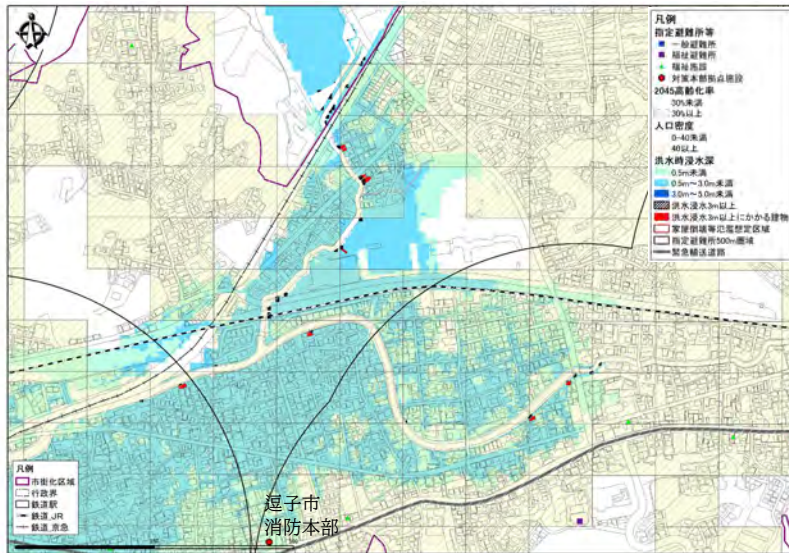 凡例
指定避難所等
一般避難所
福祉避難所
福祉施設
対策本部拠点施設
2045高齢化率
30%未満
30%以上
人口密度
0-40未満
40以上
洪水時浸水深
0.5m未満
0.5m～3.0m未満
3.0m～5.0m未満
洪水浸水3m以上
洪水浸水3m以上にかかる建物
家屋倒壊等氾濫想定区域
指定避難所500m圏域
緊急輸送道路
凡例
市街化区域
行政界
鉄道駅
鉄道_JR
鉄道_京急
逗子市
消防本部